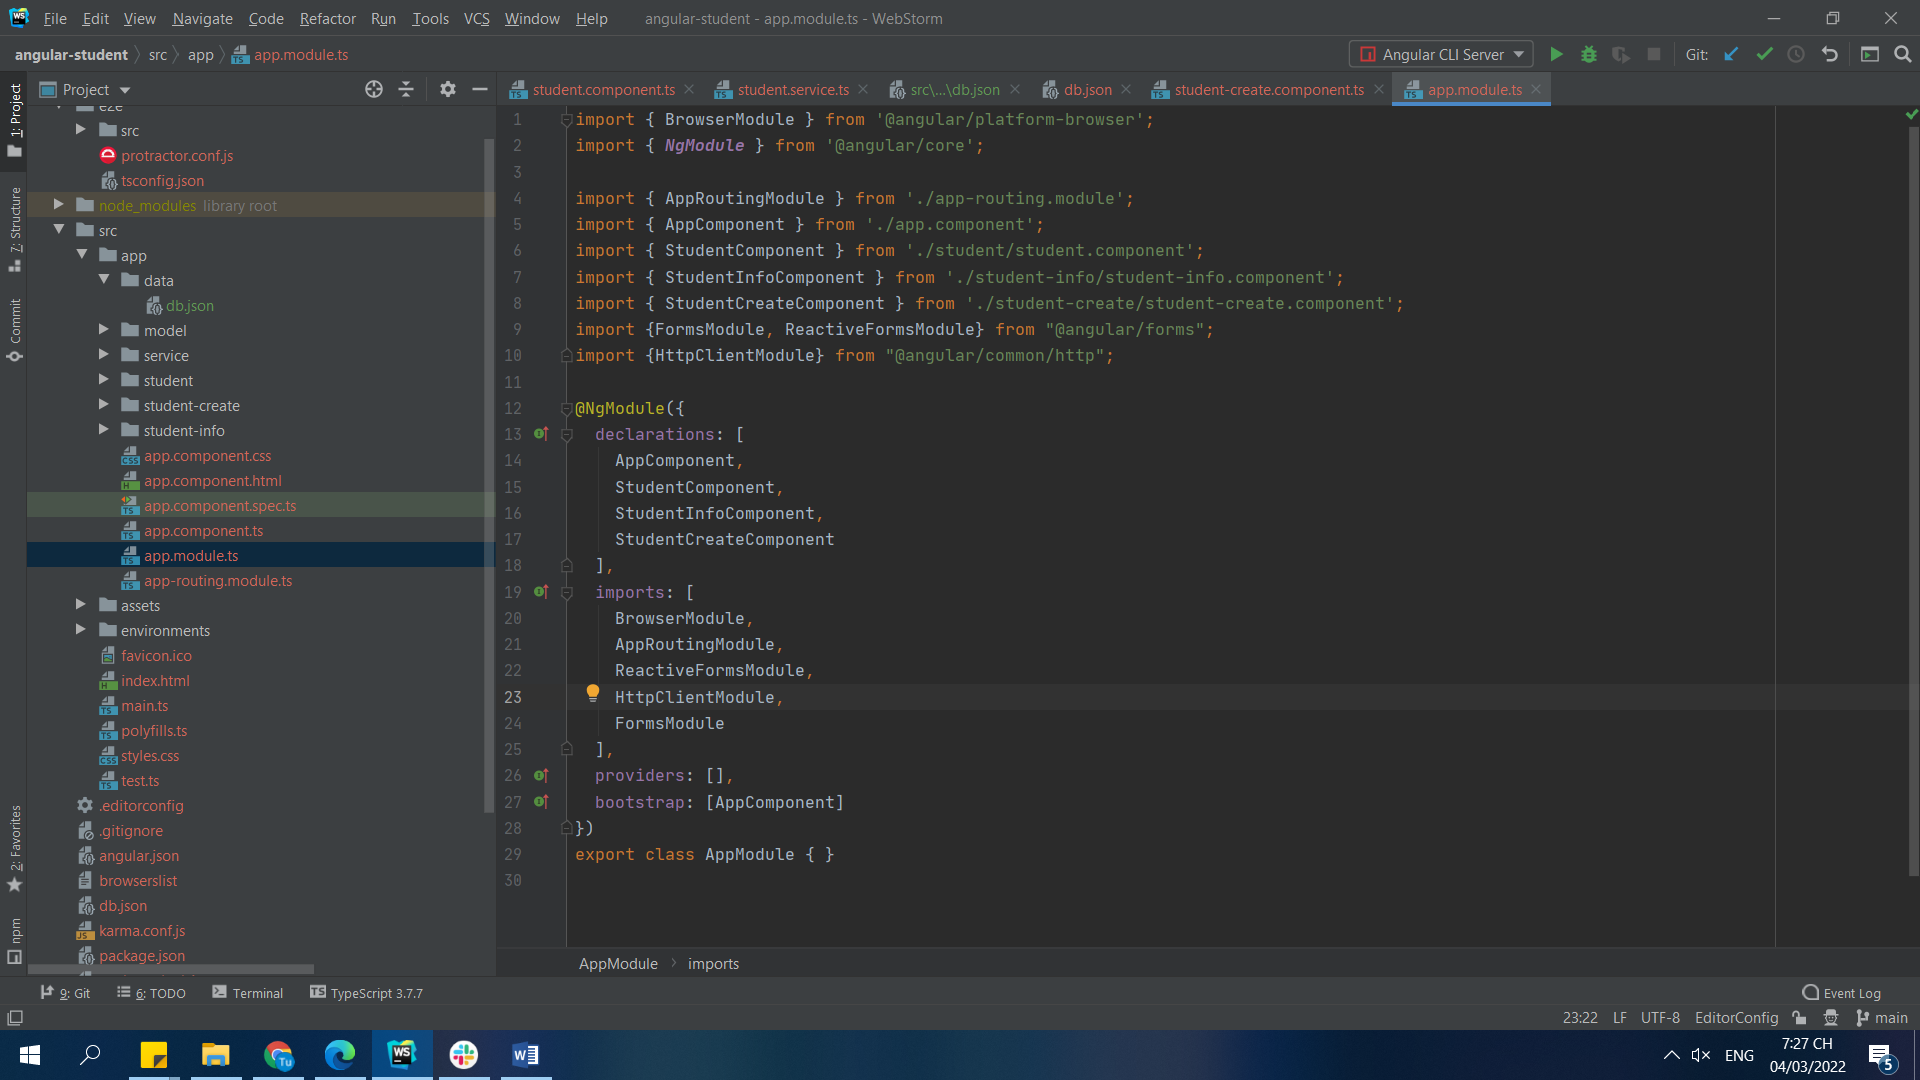 File Edit View Navigate Code Refactor Run Tools VCS Window Help angular-student - app.module.ts - WebStorm
angular-student src app app.module.ts Angular CLI Server Git:
Project
student.component.ts student.service.ts src\...\db.json db.json student-create.component.ts app.module.ts
1: Project
7: Structure
Commit
2: Favorites
npm
e2e
src
protractor.conf.js
tsconfig.json
node_modules library root
src
app
data
db.json
model
service
student
student-create
student-info
app.component.css
app.component.html
app.component.spec.ts
app.component.ts
app.module.ts
app-routing.module.ts
assets
environments
favicon.ico
index.html
main.ts
polyfills.ts
styles.css
test.ts
.editorconfig
.gitignore
angular.json
browserslist
db.json
karma.conf.js
package.json
1 import { BrowserModule } from '@angular/platform-browser';
2 import { NgModule } from '@angular/core';
3
4 import { AppRoutingModule } from './app-routing.module';
5 import { AppComponent } from './app.component';
6 import { StudentComponent } from './student/student.component';
7 import { StudentInfoComponent } from './student-info/student-info.component';
8 import { StudentCreateComponent } from './student-create/student-create.component';
9 import {FormsModule, ReactiveFormsModule} from "@angular/forms";
10 import {HttpClientModule} from "@angular/common/http";
11
12 @NgModule({
13 declarations: [
14 AppComponent,
15 StudentComponent,
16 StudentInfoComponent,
17 StudentCreateComponent
18 ],
19 imports: [
20 BrowserModule,
21 AppRoutingModule,
22 ReactiveFormsModule,
23 HttpClientModule,
24 FormsModule
25 ],
26 providers: [],
27 bootstrap: [AppComponent]
28 })
29 export class AppModule { }
30
AppModule imports
9: Git 6: TODO Terminal TypeScript 3.7.7 Event Log
23:22 LF UTF-8 EditorConfig main
ENG 7:27 CH
04/03/2022 5